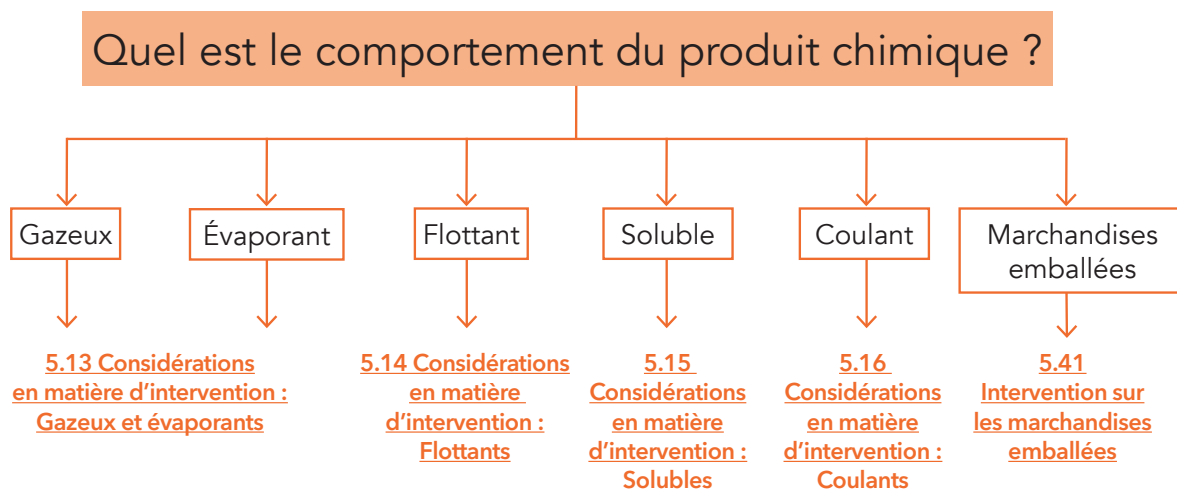 Quel est le comportement du produit chimique ?
Gazeux
Évaporant
Flottant
Soluble
Coulant
Marchandises
emballées
5.13 Considérations
en matière d’intervention :
Gazeux et évaporants
5.14 Considérations
en matière
d’intervention :
Flottants
5.15
Considérations
en matière
d’intervention :
Solubles
5.16
Considérations
en matière
d’intervention :
Coulants
5.41
Intervention sur
les marchandises
emballées